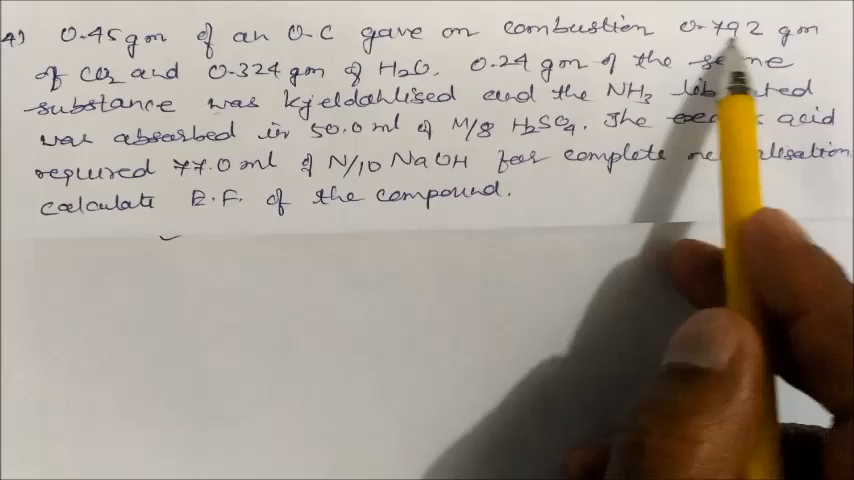 4) 0.45 gm of an O.C gave on combustion 0.792 gm
of CO2 and 0.324 gm of H2O. 0.24 gm of the same
substance was Kjeldahlised and the NH3
was absorbed in 50.0 ml of M/8 H2SO4. The acid
required 77.0 ml of N/10 NaOH for complete
calculate E.F. of the compound.